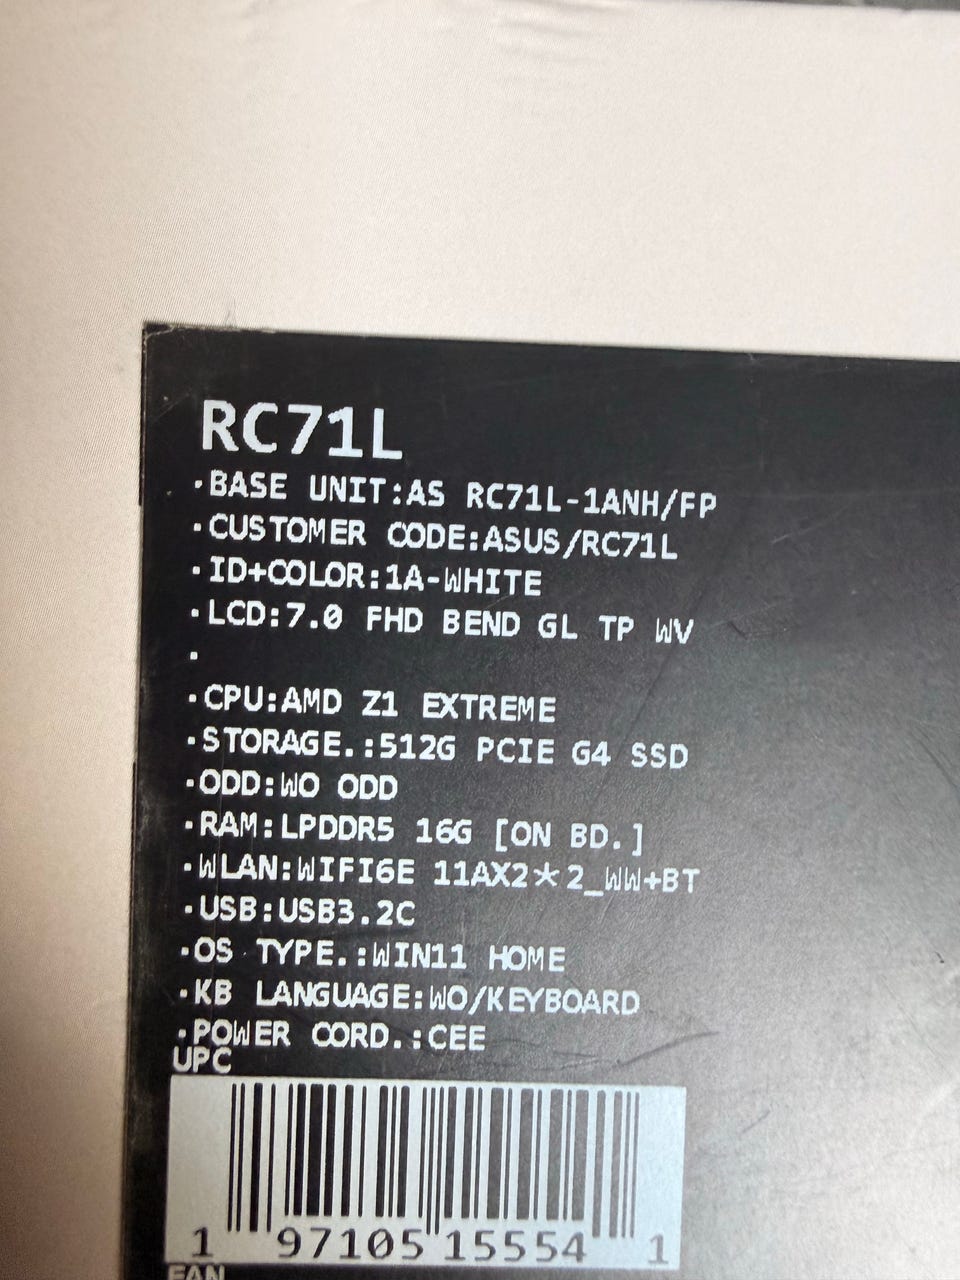 RC71L
·BASE UNIT:AS RC71L-1ANH/FP
·CUSTOMER CODE:ASUS/RC71L
·ID+COLOR:1A-WHITE
·LCD:7.0 FHD BEND GL TP WV
·
·CPU:AMD Z1 EXTREME
·STORAGE.:512G PCIE G4 SSD
·ODD:WO ODD
·RAM:LPDDR5 16G [ON BD.]
·WLAN:WIFI6E 11AX2*2_WW+BT
·USB:USB3.2C
·OS TYPE.:WIN11 HOME
·KB LANGUAGE:WO/KEYBOARD
·POWER CORD.:CEE
UPC
1 97105 15554 1
EAN